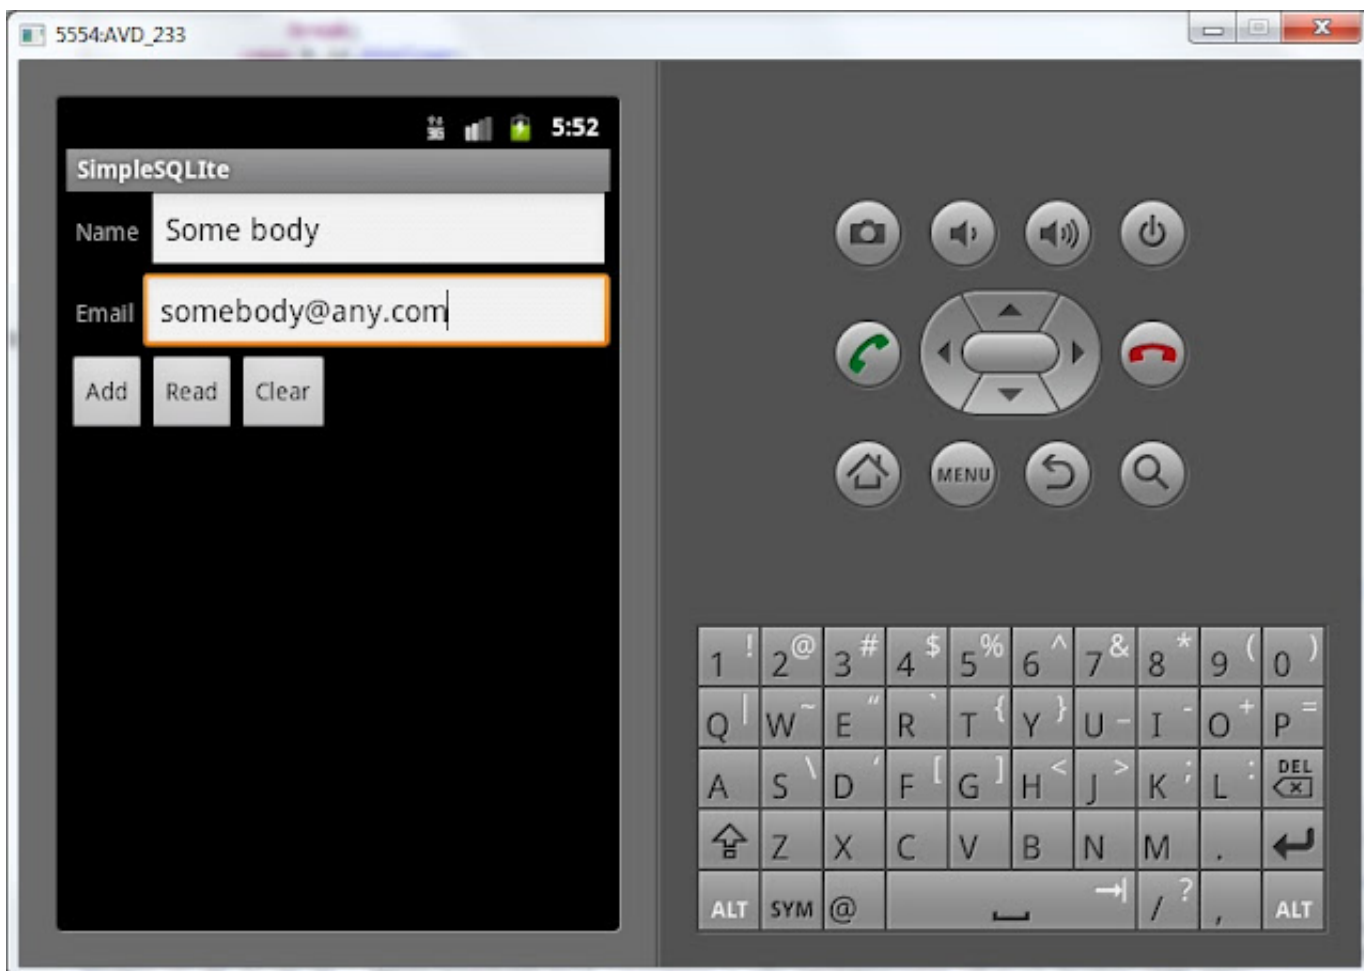 5554:AVD_233
3G 5:52
SimpleSQLIte
Name Some body
Email somebody@any.com
Add Read Clear
MENU
1 ! 2 @ 3 # 4 $ 5 % 6 ^ 7 & 8 * 9 ( 0 )
Q | W ~ E " R ` T { Y } U _ I - O + P =
A S \ D ' F [ G ] H < J > K ; L : DEL
Z X C V B N M .
ALT SYM @ / ? , ALT